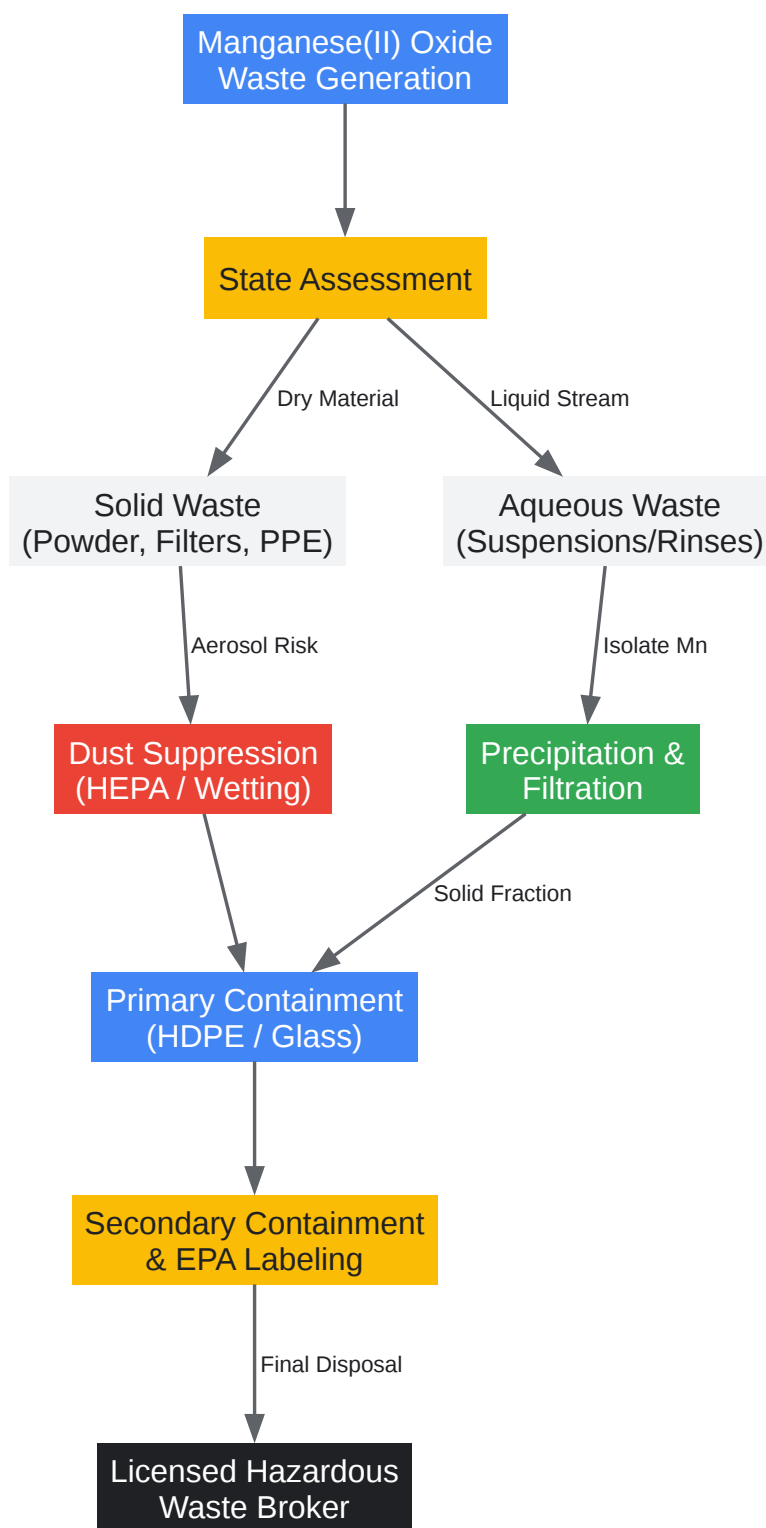 Manganese(II) Oxide
Waste Generation
State Assessment
Dry Material
Liquid Stream
Solid Waste
(Powder, Filters, PPE)
Aqueous Waste
(Suspensions/Rinses)
Aerosol Risk
Isolate Mn
Dust Suppression
(HEPA / Wetting)
Precipitation &
Filtration
Solid Fraction
Primary Containment
(HDPE / Glass)
Secondary Containment
& EPA Labeling
Final Disposal
Licensed Hazardous
Waste Broker